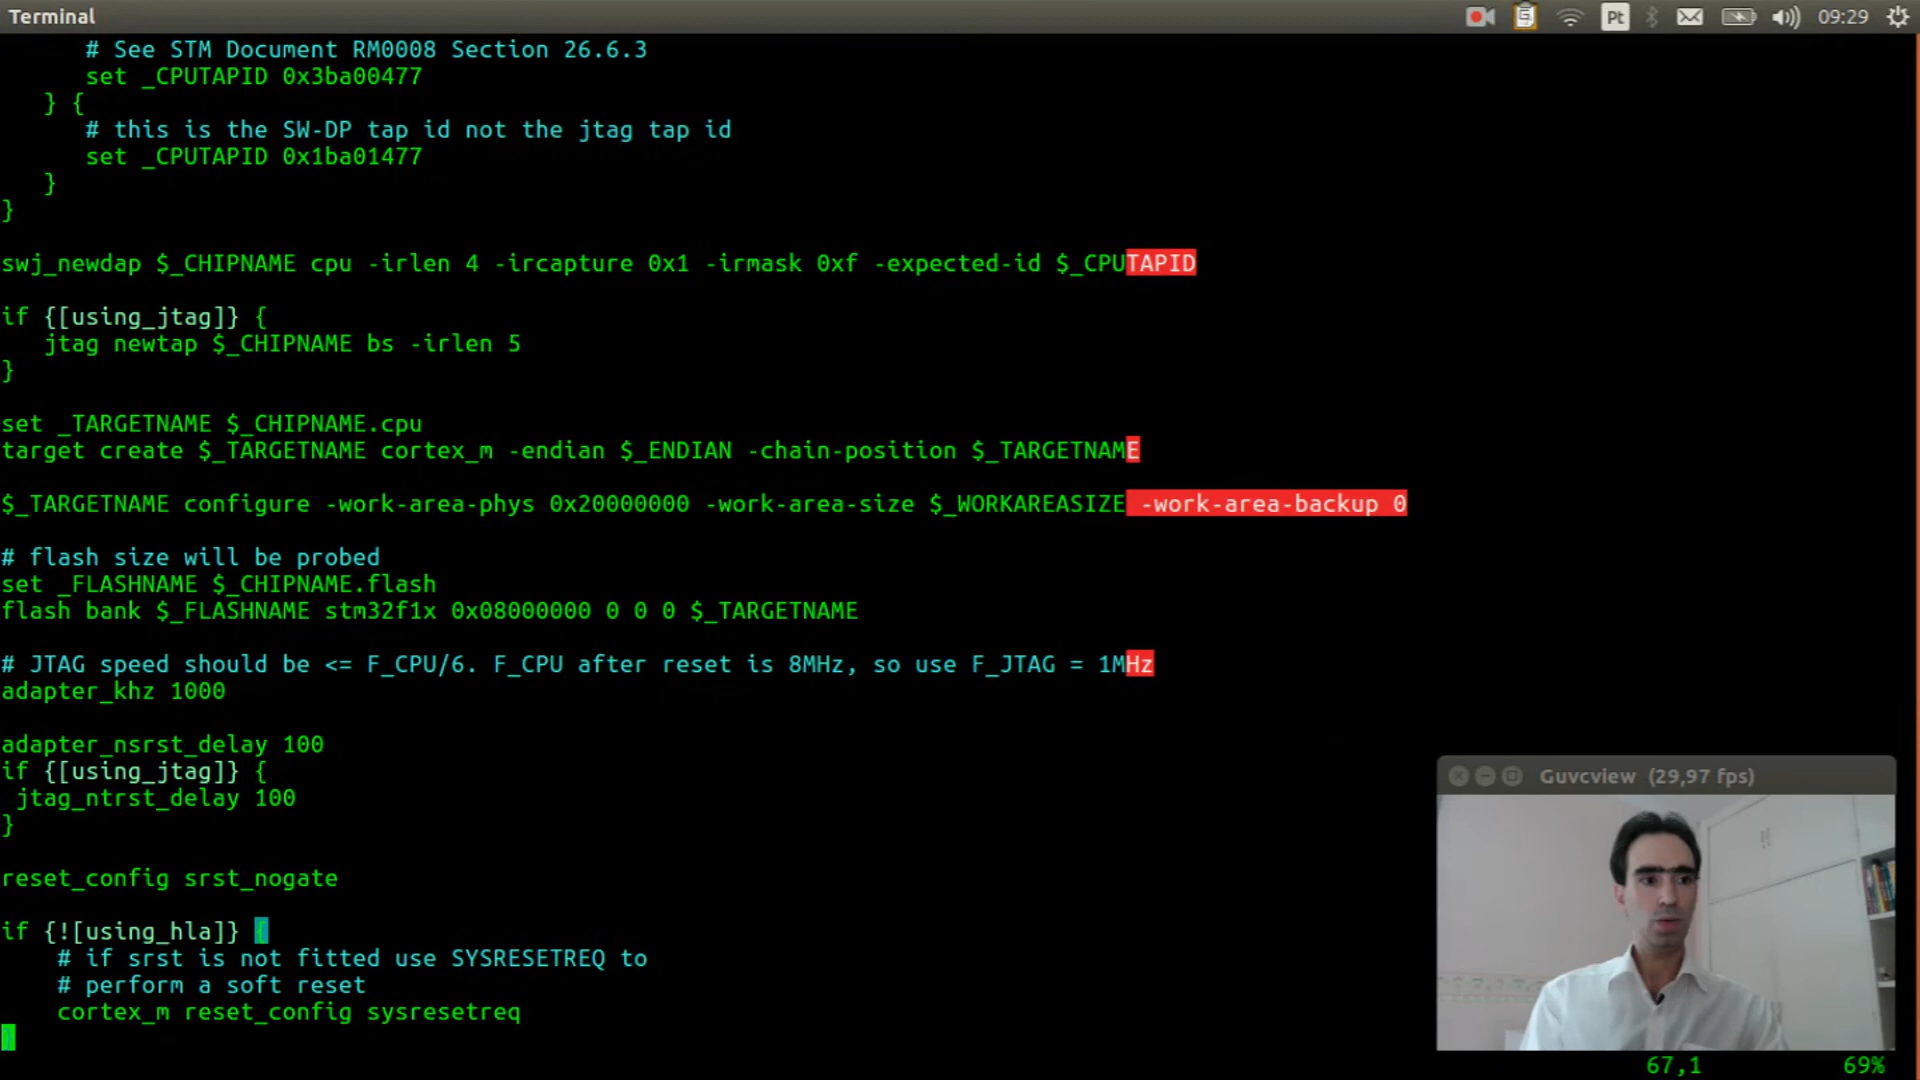 Terminal
Pt
09:29
# See STM Document RM0008 Section 26.6.3
set _CPUTAPID 0x3ba00477
} {
# this is the SW-DP tap id not the jtag tap id
set _CPUTAPID 0x1ba01477
}
}
swj_newdap $_CHIPNAME cpu -irlen 4 -ircapture 0x1 -irmask 0xf -expected-id $_CPUTAPID
if {[using_jtag]} {
jtag newtap $_CHIPNAME bs -irlen 5
}
set _TARGETNAME $_CHIPNAME.cpu
target create $_TARGETNAME cortex_m -endian $_ENDIAN -chain-position $_TARGETNAME
$_TARGETNAME configure -work-area-phys 0x20000000 -work-area-size $_WORKAREASIZE -work-area-backup 0
# flash size will be probed
set _FLASHNAME $_CHIPNAME.flash
flash bank $_FLASHNAME stm32f1x 0x08000000 0 0 0 $_TARGETNAME
# JTAG speed should be <= F_CPU/6. F_CPU after reset is 8MHz, so use F_JTAG = 1MHz
adapter_khz 1000
adapter_nsrst_delay 100
if {[using_jtag]} {
jtag_ntrst_delay 100
}
reset_config srst_nogate
if {![using_hla]} {
# if srst is not fitted use SYSRESETREQ to
# perform a soft reset
cortex_m reset_config sysresetreq
}
Guvcview (29,97 fps)
67,1 69%